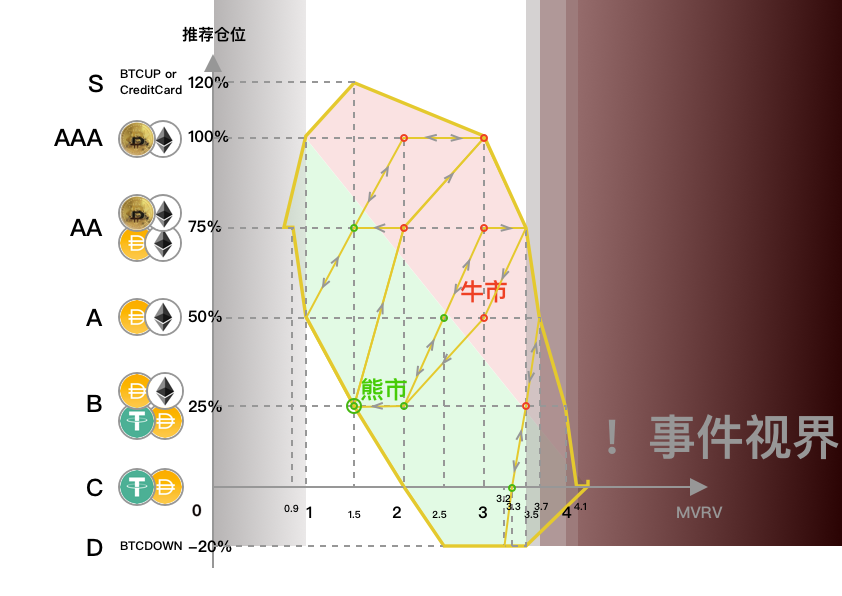 推荐仓位
S BTCUP or CreditCard 120%
AAA 100%
AA 75%
牛市
A 50%
熊市
B 25%
！事件视界
C
0 0.9 1 1.5 2 2.5 3 3.2 3.3 3.5 3.7 4 4.1
MVRV
D BTCDOWN -20%